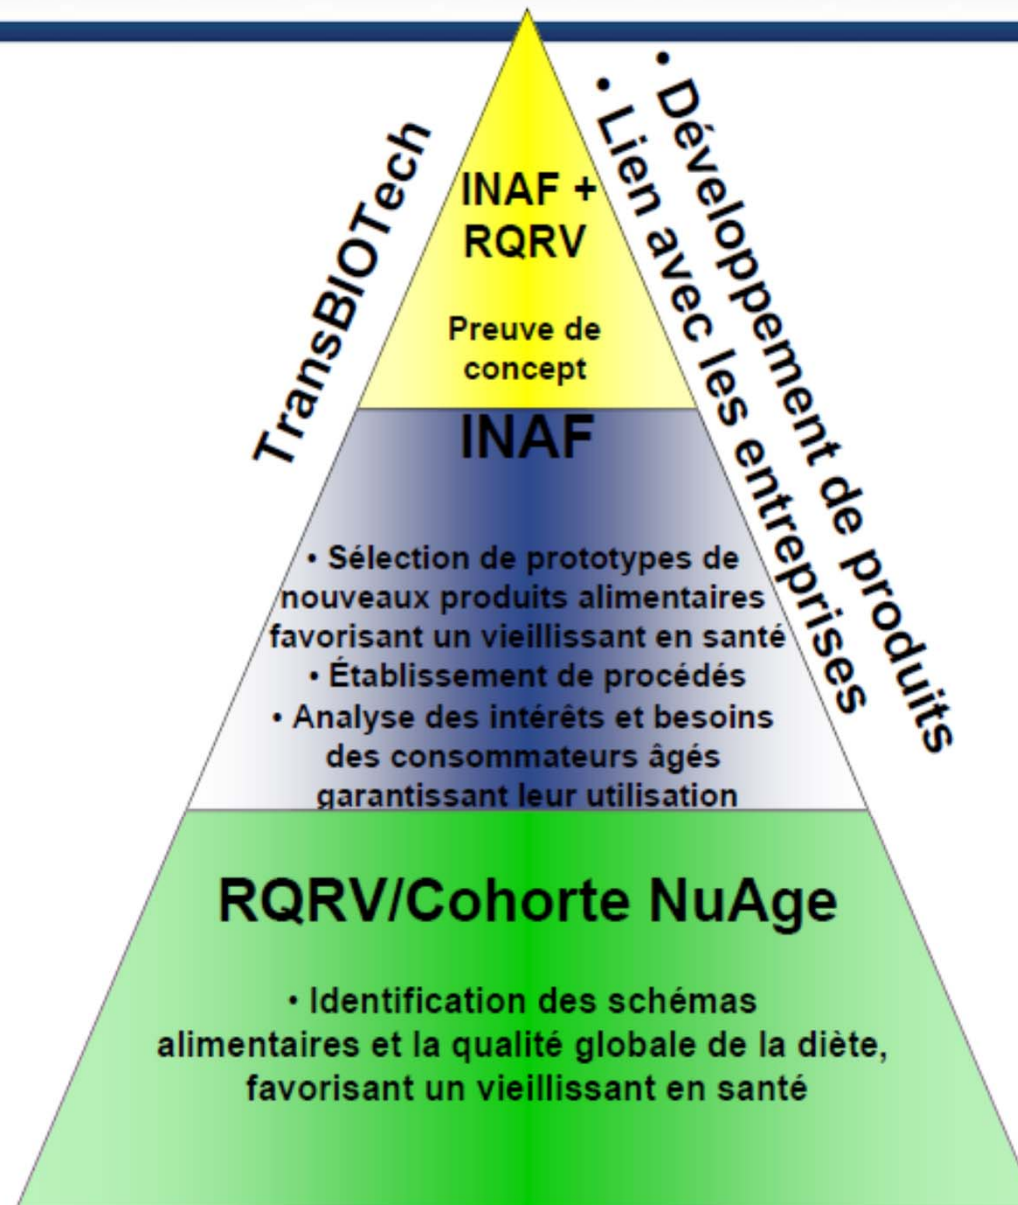 TransBIOTech
• Développement de produits
• Lien avec les entreprises
INAF +
RQRV
Preuve de
concept
INAF
• Sélection de prototypes de
nouveaux produits alimentaires
favorisant un vieillissant en santé
• Établissement de procédés
• Analyse des intérêts et besoins
des consommateurs âgés
garantissant leur utilisation
RQRV/Cohorte NuAge
• Identification des schémas
alimentaires et la qualité globale de la diète,
favorisant un vieillissant en santé